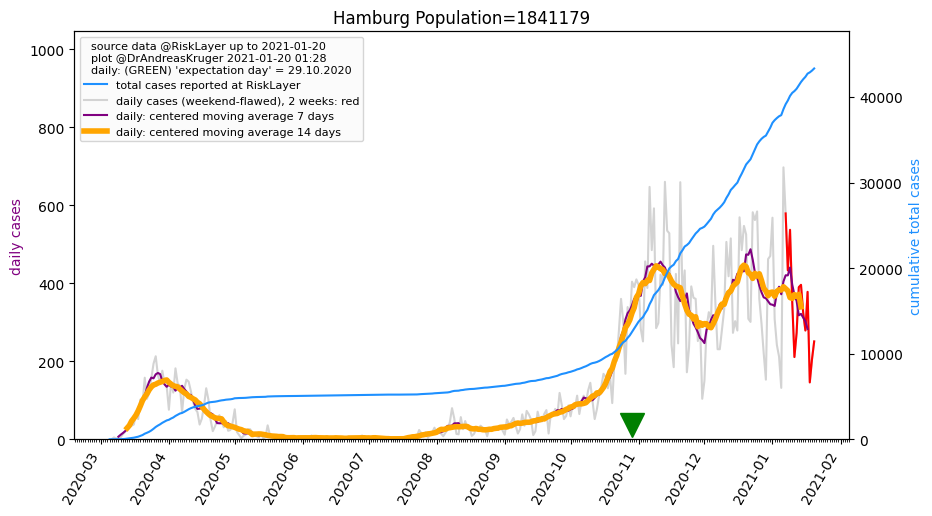 Hamburg Population=1841179
source data @RiskLayer up to 2021-01-20
plot @DrAndreasKruger 2021-01-20 01:28
daily: (GREEN) 'expectation day' = 29.10.2020
total cases reported at RiskLayer
daily cases (weekend-flawed), 2 weeks: red
daily: centered moving average 7 days
daily: centered moving average 14 days
daily cases
1000
800
600
400
200
0
cumulative total cases
40000
30000
20000
10000
0
2020-03
2020-04
2020-05
2020-06
2020-07
2020-08
2020-09
2020-10
2020-11
2020-12
2021-01
2021-02